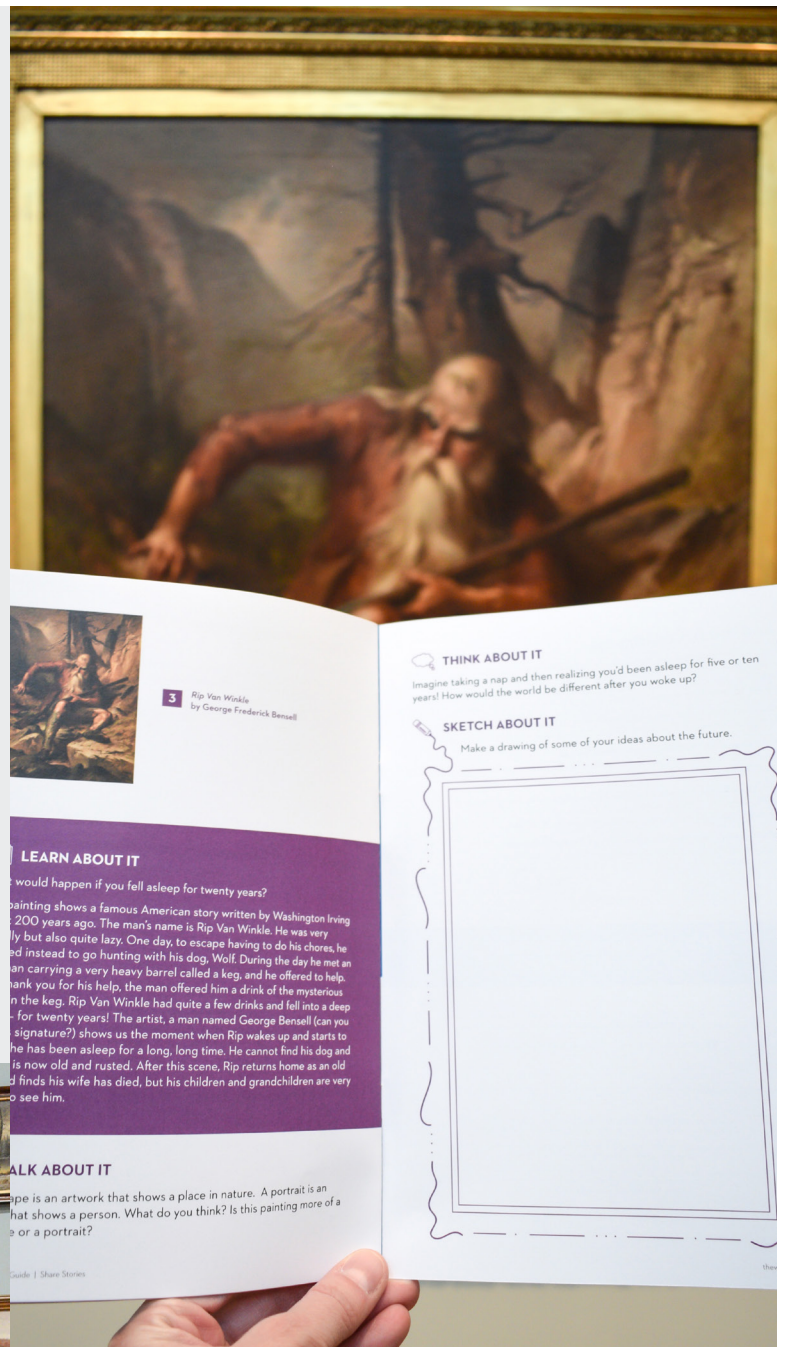 3
Rip Van Winkle
by George Frederick Bensell
LEARN ABOUT IT
would happen if you fell asleep for twenty years?
painting shows a famous American story written by Washington Irving
200 years ago. The man's name is Rip Van Winkle. He was very
but also quite lazy. One day, to escape having to do his chores, he
instead to go hunting with his dog, Wolf. During the day he met an
carrying a very heavy barrel called a keg, and he offered to help.
you for his help, the man offered him a drink of the mysterious
the keg. Rip Van Winkle had quite a few drinks and fell into a deep
– for twenty years! The artist, a man named George Bensell (can you
signature?) shows us the moment when Rip wakes up and starts to
he has been asleep for a long, long time. He cannot find his dog and
is now old and rusted. After this scene, Rip returns home as an old
finds his wife has died, but his children and grandchildren are very
see him.
ALK ABOUT IT
ape is an artwork that shows a place in nature. A portrait is an
hat shows a person. What do you think? Is this painting more of a
e or a portrait?
Guide | Share Stories
THINK ABOUT IT
Imagine taking a nap and then realizing you'd been asleep for five or ten
years! How would the world be different after you woke up?
SKETCH ABOUT IT
Make a drawing of some of your ideas about the future.